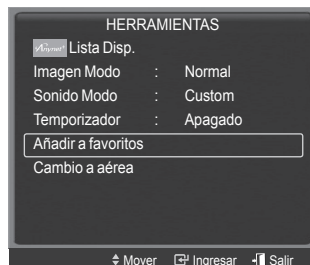 HERRAMIENTAS
Anynet+ Lista Disp.
Imagen Modo : Normal
Sonido Modo : Custom
Temporizador : Apagado
Añadir a favoritos
Cambio a aérea
Mover Ingresar Salir